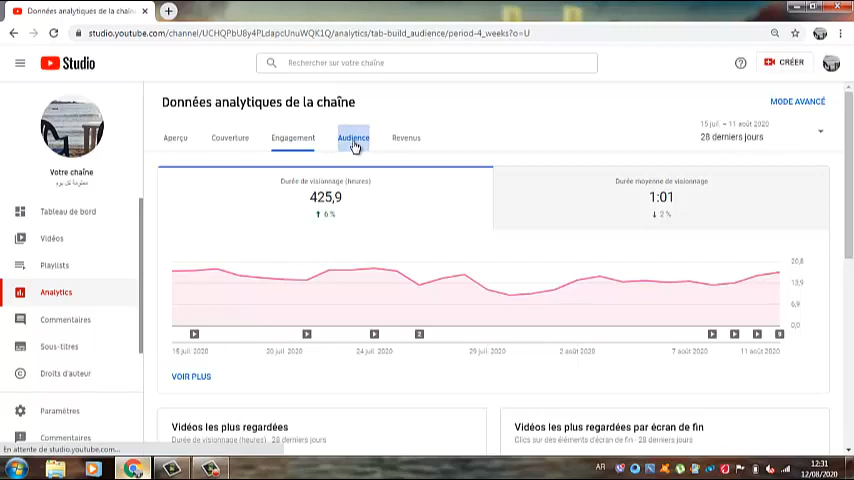 Données analytiques de la chaîne
studio.youtube.com/channel/UCHQPbU8y4PLdapcUnuWQK1Q/analytics/tab-build_audience/period-4_weeks?o=U
Studio
Rechercher sur votre chaîne
CRÉER
Données analytiques de la chaîne
MODE AVANCÉ
Aperçu
Couverture
Engagement
Audience
Revenus
15 juil. – 11 août 2020
28 derniers jours
Votre chaîne
معلومة لكل يوم
Tableau de bord
Vidéos
Playlists
Analytics
Commentaires
Sous-titres
Droits d'auteur
Paramètres
Commentaires
Durée de visionnage (heures)
425,9
6 %
Durée moyenne de visionnage
1:01
2 %
20,8
13,9
6,9
0,0
2
15 juil. 2020
20 juil. 2020
24 juil. 2020
29 juil. 2020
2 août 2020
7 août 2020
11 août 2020
VOIR PLUS
Vidéos les plus regardées
Durée de visionnage (heures) · 28 derniers jours
Vidéos les plus regardées par écran de fin
Clics sur des éléments d'écran de fin · 28 derniers jours
En attente de studio.youtube.com...
AR
12:31
12/08/2020